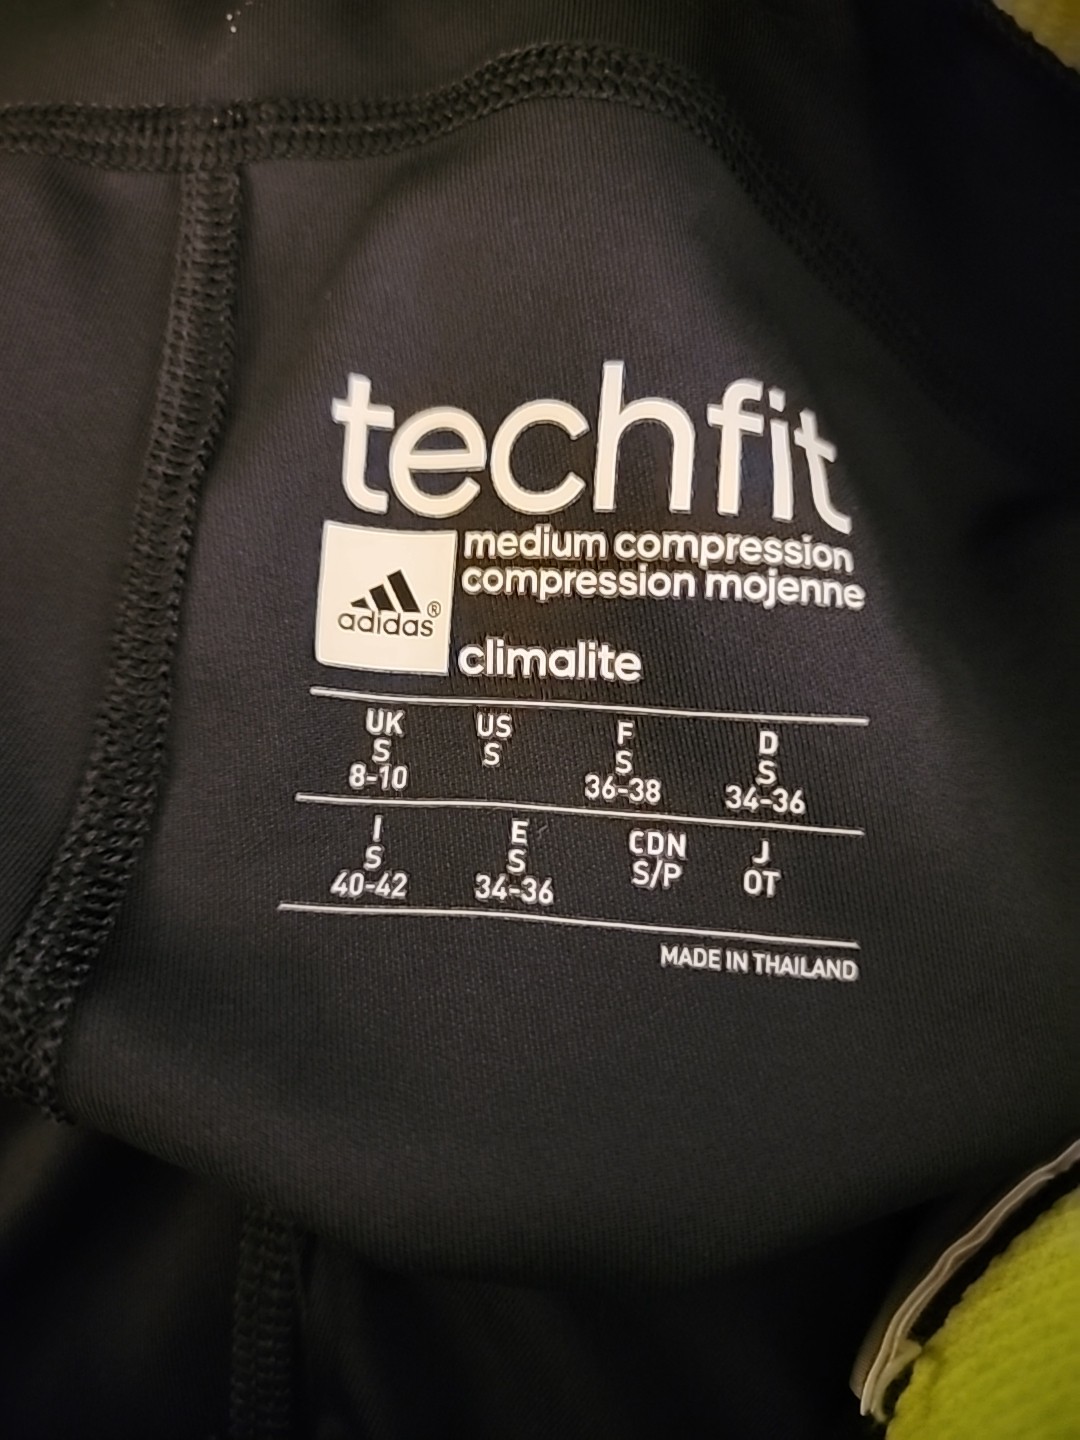 techfit
medium compression
compression mojenne
adidas®
climalite
UK US F D
S S S S
8-10 36-38 34-36
I E CDN J
S S S/P OT
40-42 34-36
MADE IN THAILAND